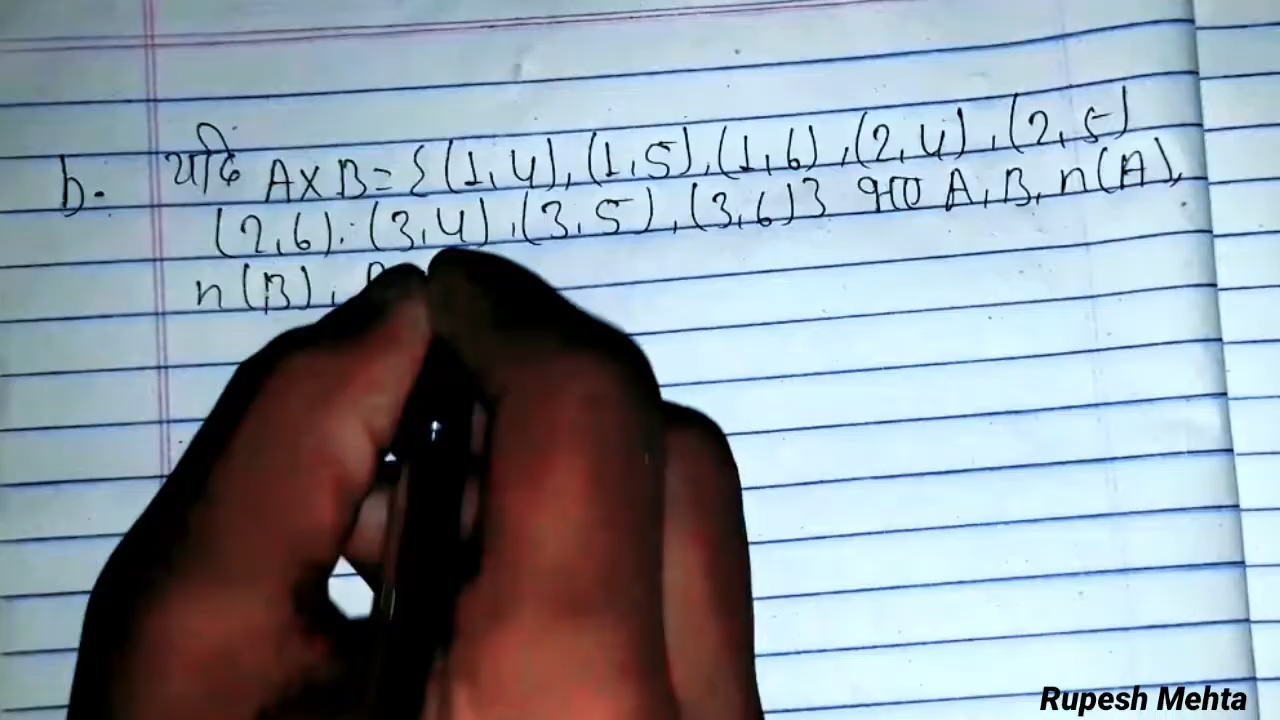 b. यदि A×B={(1,4),(1,5),(1,6),(2,4),(2,5)
(2,6),(3,4),(3,5),(3,6)} भए A,B,n(A),
n(B),
Rupesh Mehta